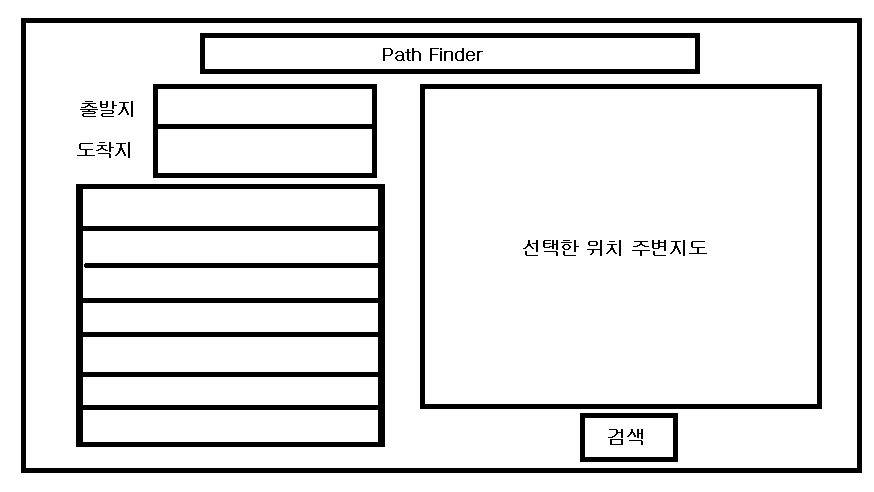 Path Finder
출발지
도착지
선택한 위치 주변지도
검색